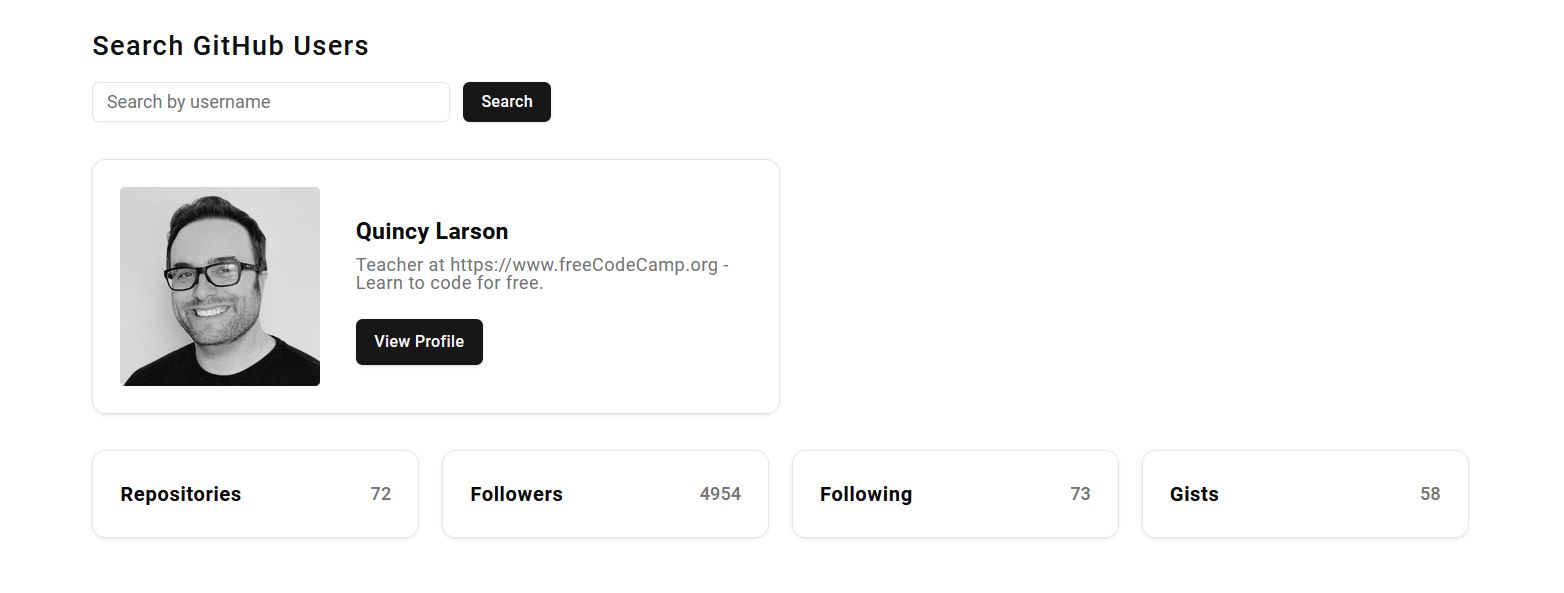 Search GitHub Users
Search by username
Search
Quincy Larson
Teacher at https://www.freeCodeCamp.org -
Learn to code for free.
View Profile
Repositories 72
Followers 4954
Following 73
Gists 58